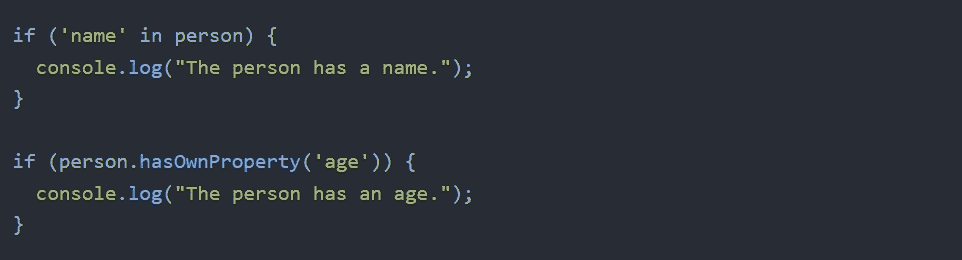 if ('name' in person) {
  console.log("The person has a name.");
}

if (person.hasOwnProperty('age')) {
  console.log("The person has an age.");
}